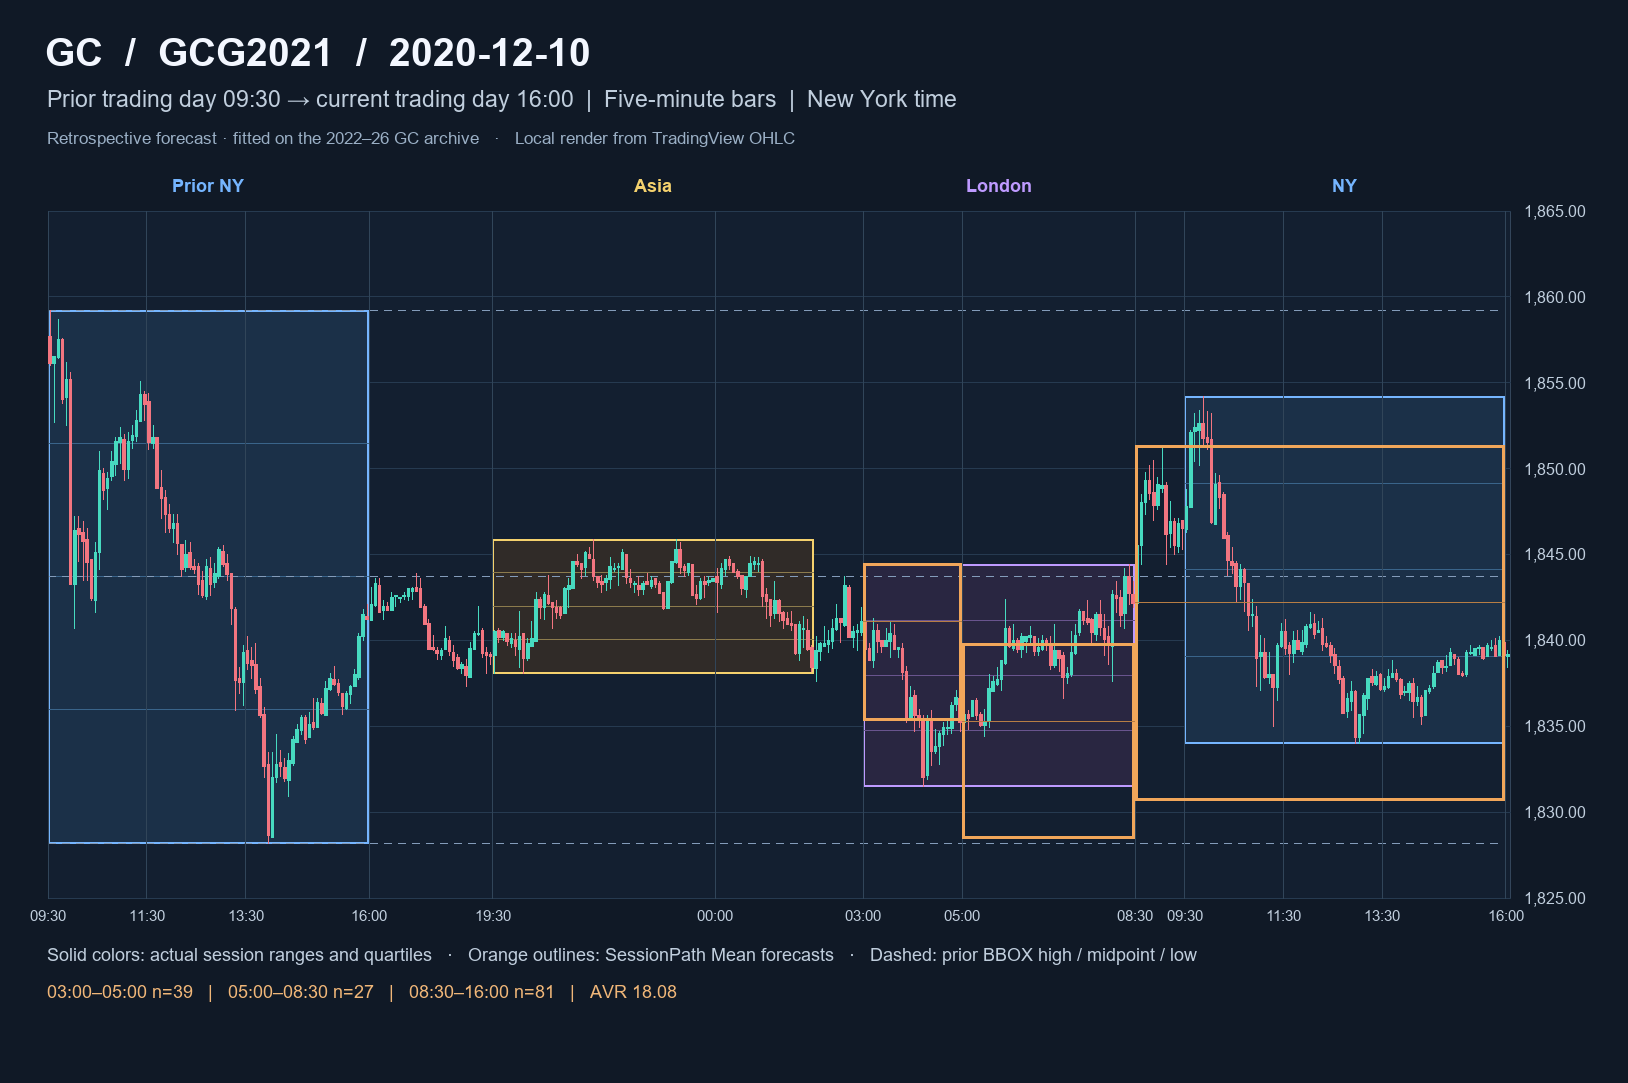 GC / GCG2021 / 2020-12-10
Prior trading day 09:30 → current trading day 16:00 | Five-minute bars | New York time
Retrospective forecast · fitted on the 2022–26 GC archive · Local render from TradingView OHLC
Prior NY Asia London NY
1,865.00
1,860.00
1,855.00
1,850.00
1,845.00
1,840.00
1,835.00
1,830.00
1,825.00
09:30 11:30 13:30 16:00 19:30 00:00 03:00 05:00 08:30 09:30 11:30 13:30 16:00
Solid colors: actual session ranges and quartiles · Orange outlines: SessionPath Mean forecasts · Dashed: prior BBOX high / midpoint / low
03:00–05:00 n=39 | 05:00–08:30 n=27 | 08:30–16:00 n=81 | AVR 18.08